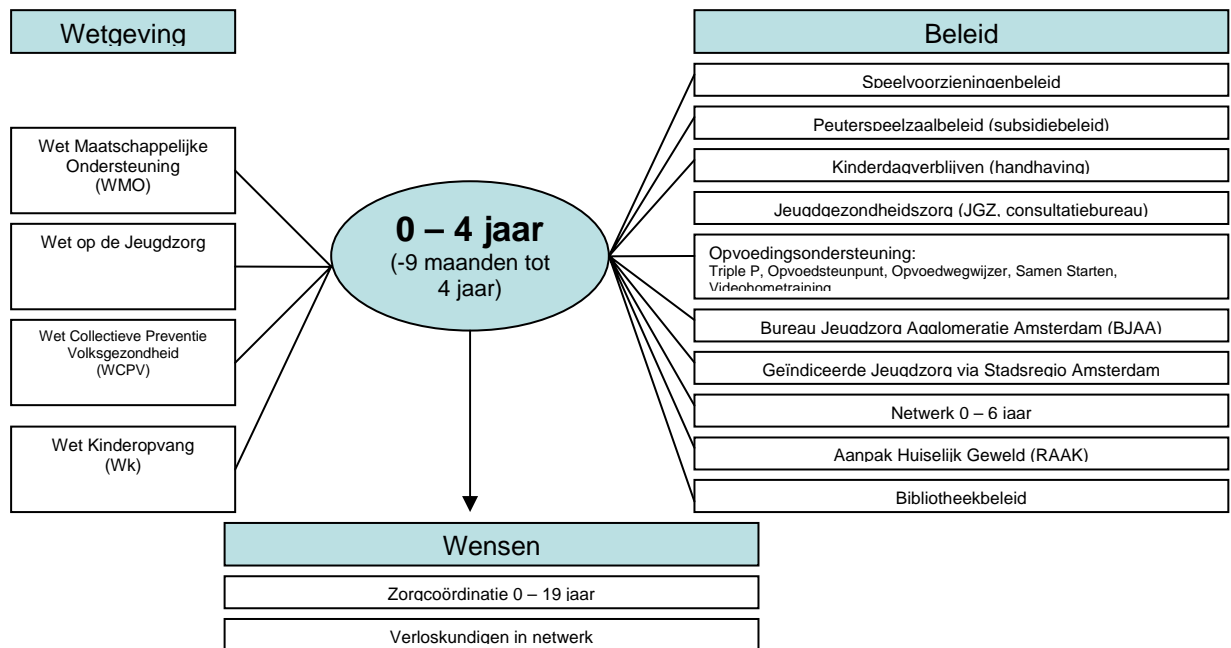 Wetgeving
Wet Maatschappelijke
Ondersteuning
(WMO)
Wet op de Jeugdzorg
Wet Collectieve Preventie
Volksgezondheid
(WCPV)
Wet Kinderopvang
(Wk)
0 – 4 jaar
(-9 maanden tot
4 jaar)
Beleid
Speelvoorzieningenbeleid
Peuterspeelzaalbeleid (subsidiebeleid)
Kinderdagverblijven (handhaving)
Jeugdgezondheidszorg (JGZ, consultatiebureau)
Opvoedingsondersteuning:
Triple P, Opvoedsteunpunt, Opvoedwegwijzer, Samen Starten,
Videohometraining
Bureau Jeugdzorg Agglomeratie Amsterdam (BJAA)
Geïndiceerde Jeugdzorg via Stadsregio Amsterdam
Netwerk 0 – 6 jaar
Aanpak Huiselijk Geweld (RAAK)
Bibliotheekbeleid
Wensen
Zorgcoördinatie 0 – 19 jaar
Verloskundigen in netwerk